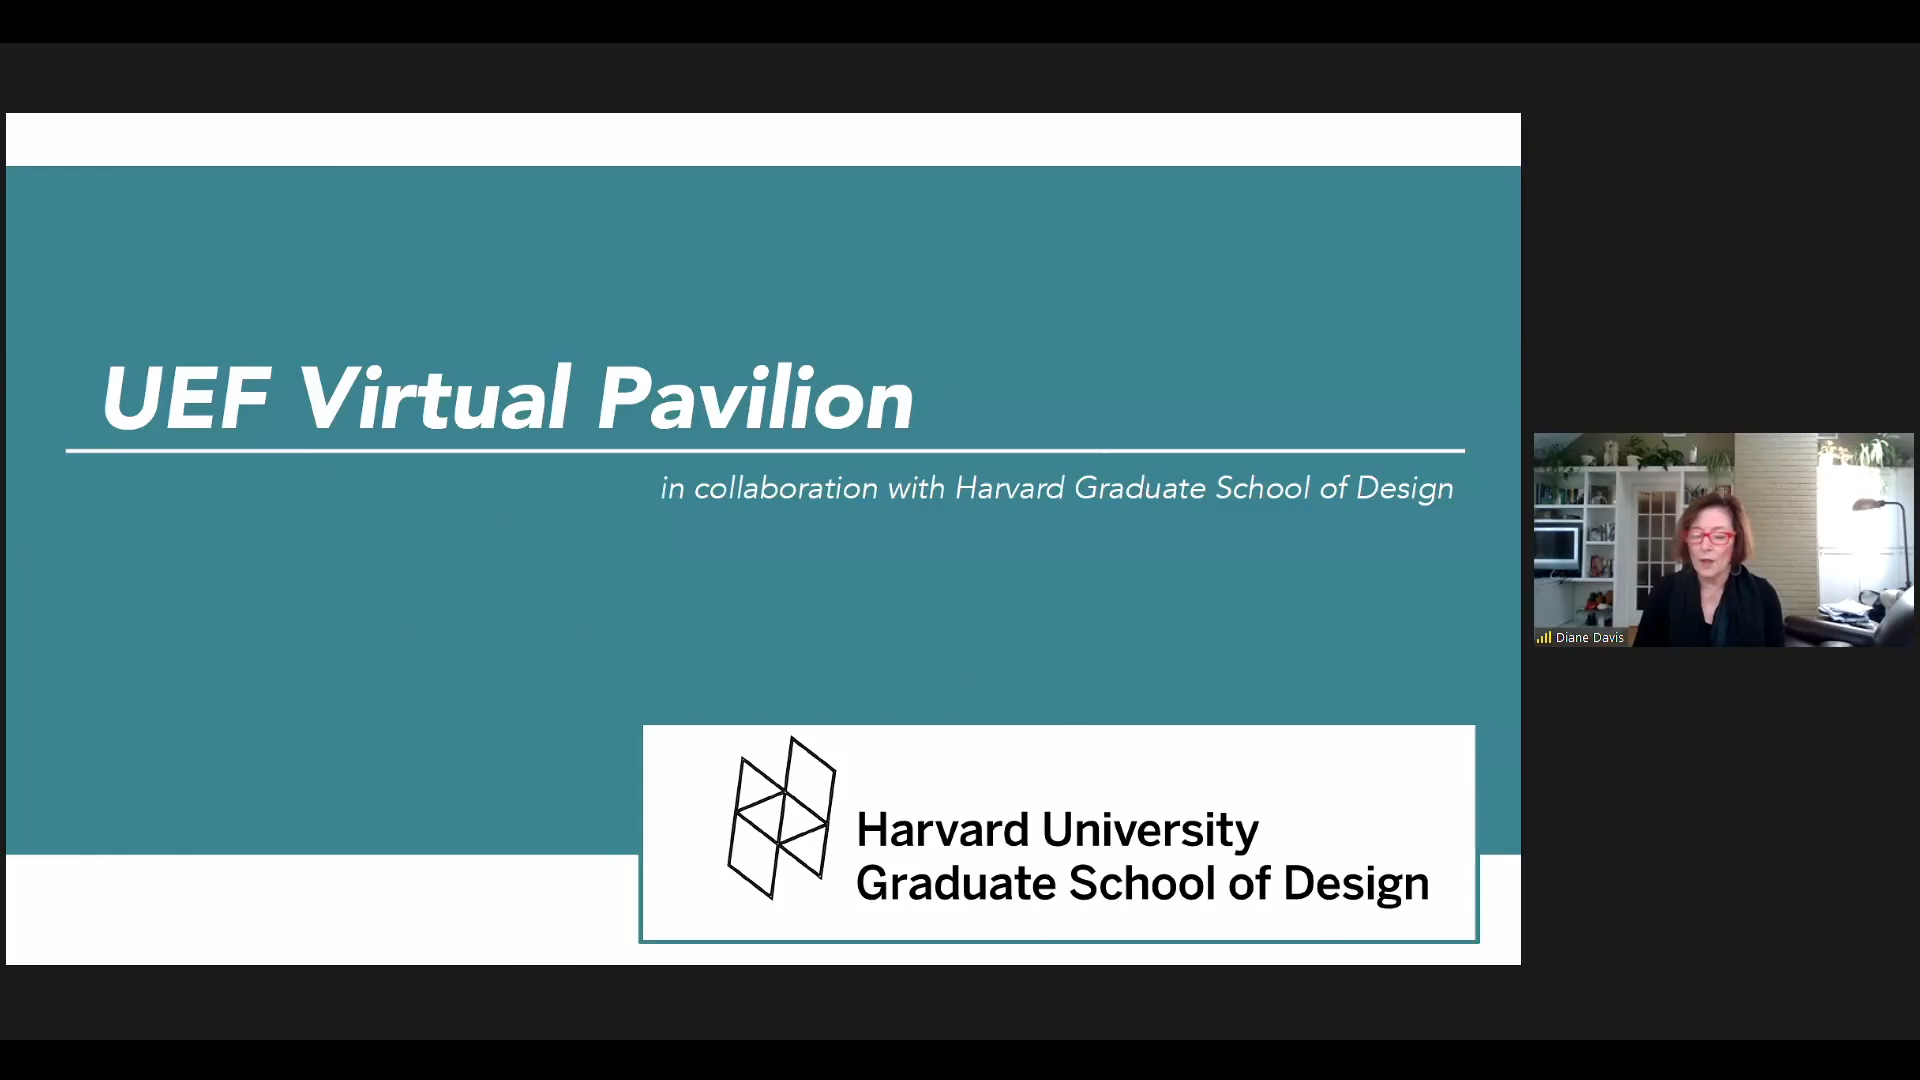 UEF Virtual Pavilion
in collaboration with Harvard Graduate School of Design
Harvard University
Graduate School of Design
Diane Davis